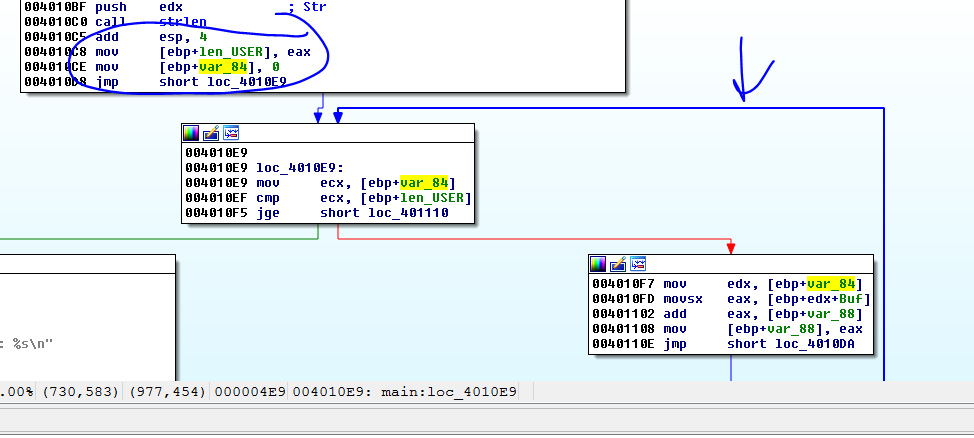 004010BF push edx ; Str
004010C0 call strlen
004010C5 add esp, 4
004010C8 mov [ebp+len_USER], eax
004010CE mov [ebp+var_84], 0
004010D8 jmp short loc_4010E9
004010E9
004010E9 loc_4010E9:
004010E9 mov ecx, [ebp+var_84]
004010EF cmp ecx, [ebp+len_USER]
004010F5 jge short loc_401110
004010F7 mov edx, [ebp+var_84]
004010FD movsx eax, [ebp+edx+Buf]
00401102 add eax, [ebp+var_88]
00401108 mov [ebp+var_88], eax
0040110E jmp short loc_4010DA
: %s\n"
.00% (730,583) (977,454) 000004E9 004010E9: main:loc_4010E9